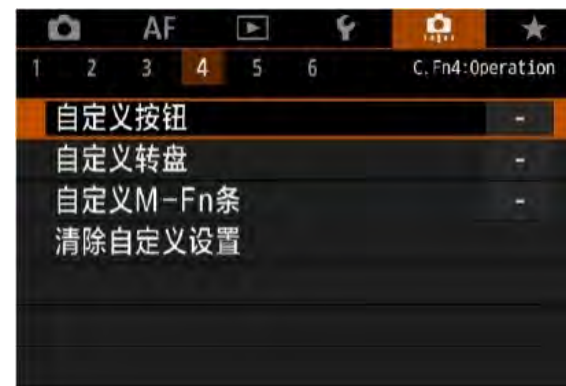 AF
1 2 3 4 5 6 C.Fn4:Operation
自定义按钮 -
自定义转盘 -
自定义M-Fn条 -
清除自定义设置